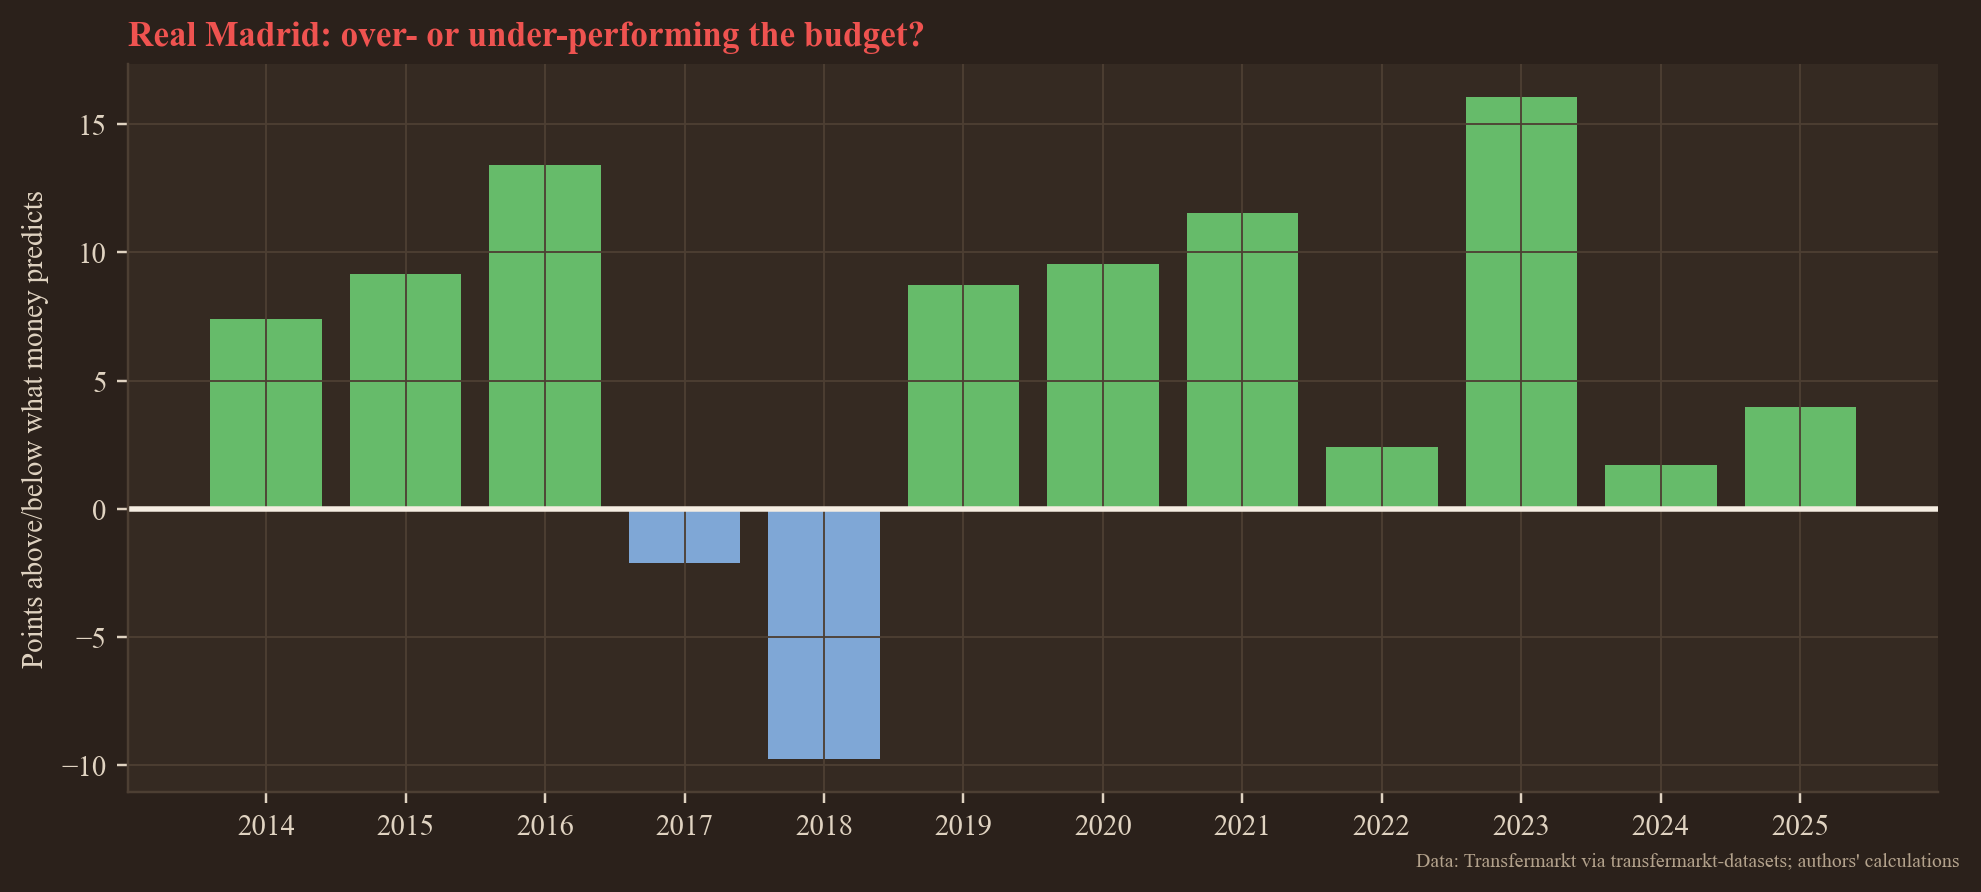 Real Madrid: over- or under-performing the budget?
Points above/below what money predicts
15
10
5
0
−5
−10
2014 2015 2016 2017 2018 2019 2020 2021 2022 2023 2024 2025
Data: Transfermarkt via transfermarkt-datasets; authors' calculations